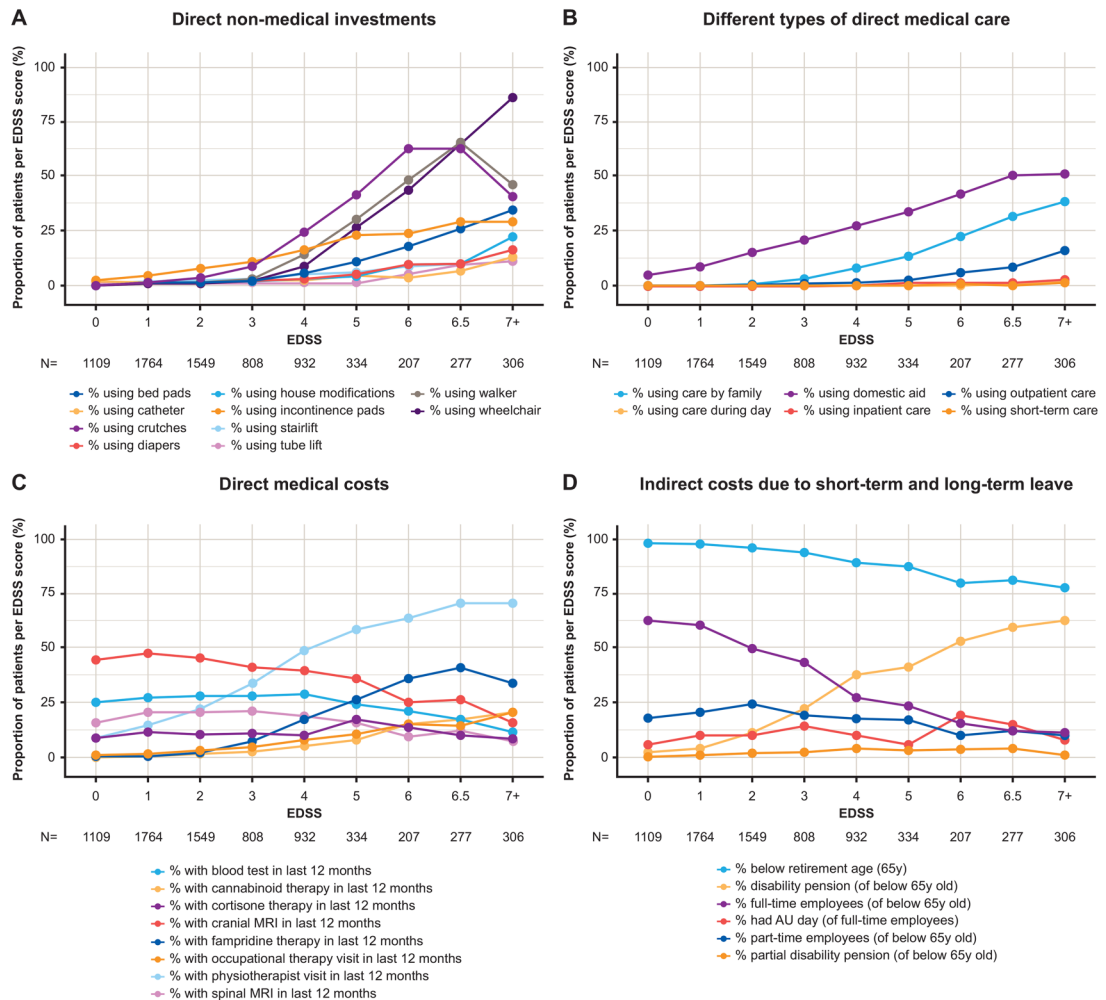 A Direct non-medical investments
Proportion of patients per EDSS score (%)
100
75
50
25
0
0 1 2 3 4 5 6 6.5 7+
EDSS
N= 1109 1764 1549 808 932 334 207 277 306
% using bed pads % using house modifications % using walker
% using catheter % using incontinence pads % using wheelchair
% using crutches % using stairlift
% using diapers % using tube lift
B Different types of direct medical care
Proportion of patients per EDSS score (%)
100
75
50
25
0
0 1 2 3 4 5 6 6.5 7+
EDSS
N= 1109 1764 1549 808 932 334 207 277 306
% using care by family % using domestic aid % using outpatient care
% using care during day % using inpatient care % using short-term care
C Direct medical costs
Proportion of patients per EDSS score (%)
100
75
50
25
0
0 1 2 3 4 5 6 6.5 7+
EDSS
N= 1109 1764 1549 808 932 334 207 277 306
% with blood test in last 12 months
% with cannabinoid therapy in last 12 months
% with cortisone therapy in last 12 months
% with cranial MRI in last 12 months
% with fampridine therapy in last 12 months
% with occupational therapy visit in last 12 months
% with physiotherapist visit in last 12 months
% with spinal MRI in last 12 months
D Indirect costs due to short-term and long-term leave
Proportion of patients per EDSS score (%)
100
75
50
25
0
0 1 2 3 4 5 6 6.5 7+
EDSS
N= 1109 1764 1549 808 932 334 207 277 306
% below retirement age (65y)
% disability pension (of below 65y old)
% full-time employees (of below 65y old)
% had AU day (of full-time employees)
% part-time employees (of below 65y old)
% partial disability pension (of below 65y old)